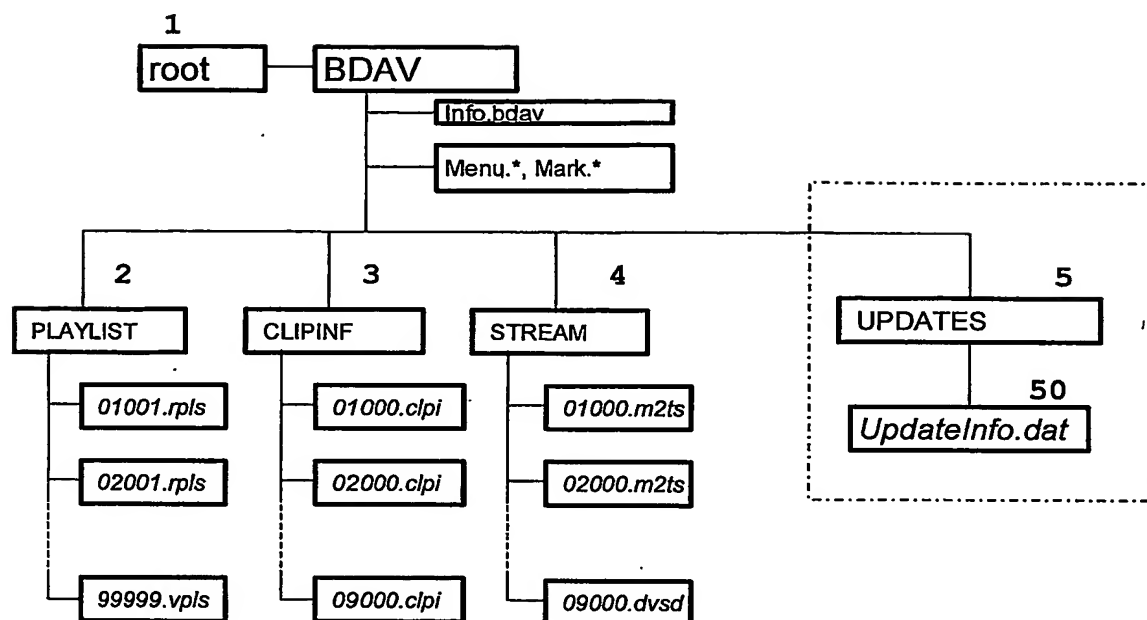 1
root BDAV
Info.bdav
Menu.*, Mark.*
2 3 4 5
PLAYLIST CLIPINF STREAM UPDATES
50
01001.rpls 01000.clpi 01000.m2ts UpdateInfo.dat
02001.rpls 02000.clpi 02000.m2ts
99999.vpls 09000.clpi 09000.dvsd